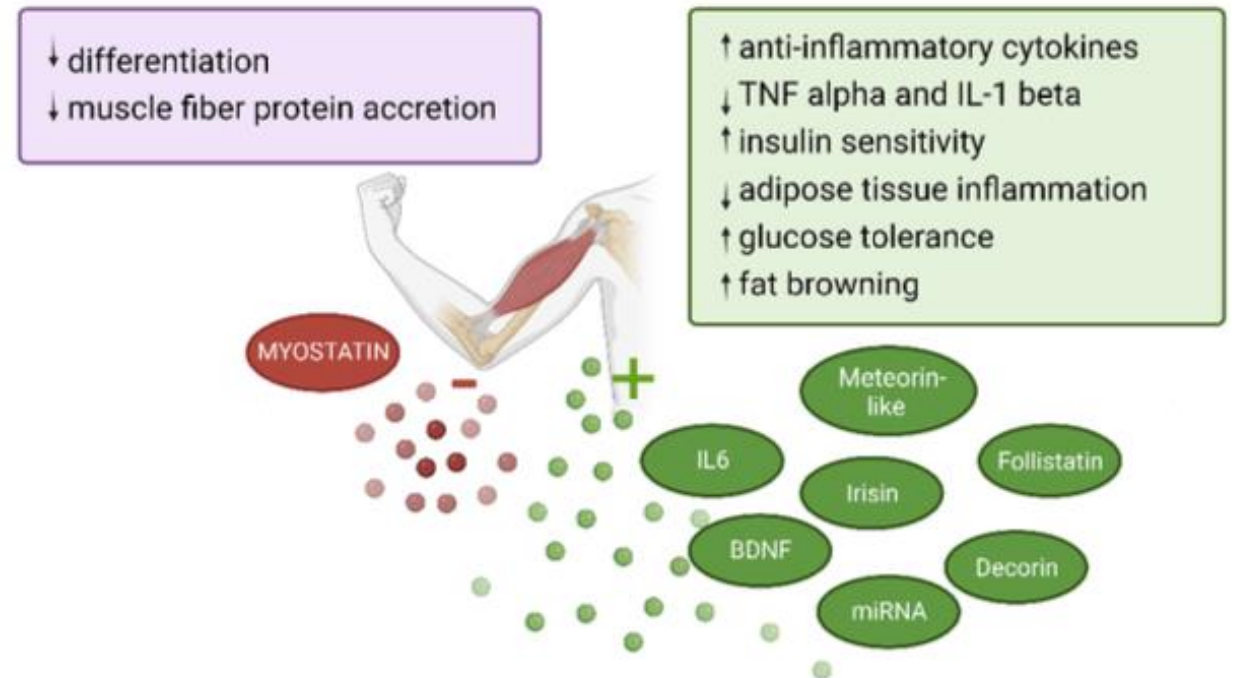 ↓ differentiation
↓ muscle fiber protein accretion
↑ anti-inflammatory cytokines
↓ TNF alpha and IL-1 beta
↑ insulin sensitivity
↓ adipose tissue inflammation
↑ glucose tolerance
↑ fat browning
MYOSTATIN
-
+
Meteorin-
like
IL6
Follistatin
Irisin
BDNF
Decorin
miRNA